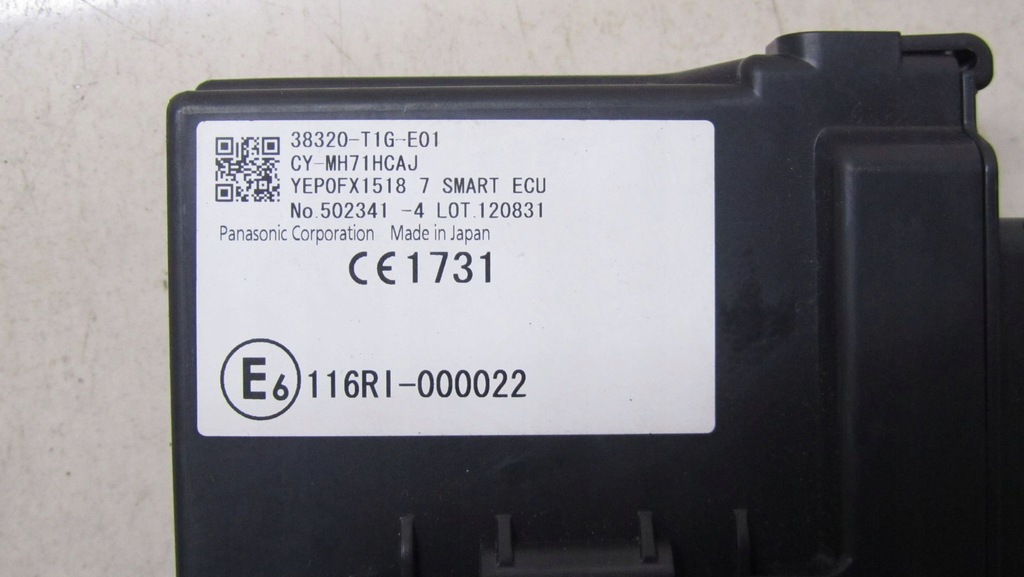 38320-T1G-E01
CY-MH71HCAJ
YEP0FX1518 7 SMART ECU
No.502341 -4 LOT.120831
Panasonic Corporation Made in Japan
CE1731
E6 116RI-000022